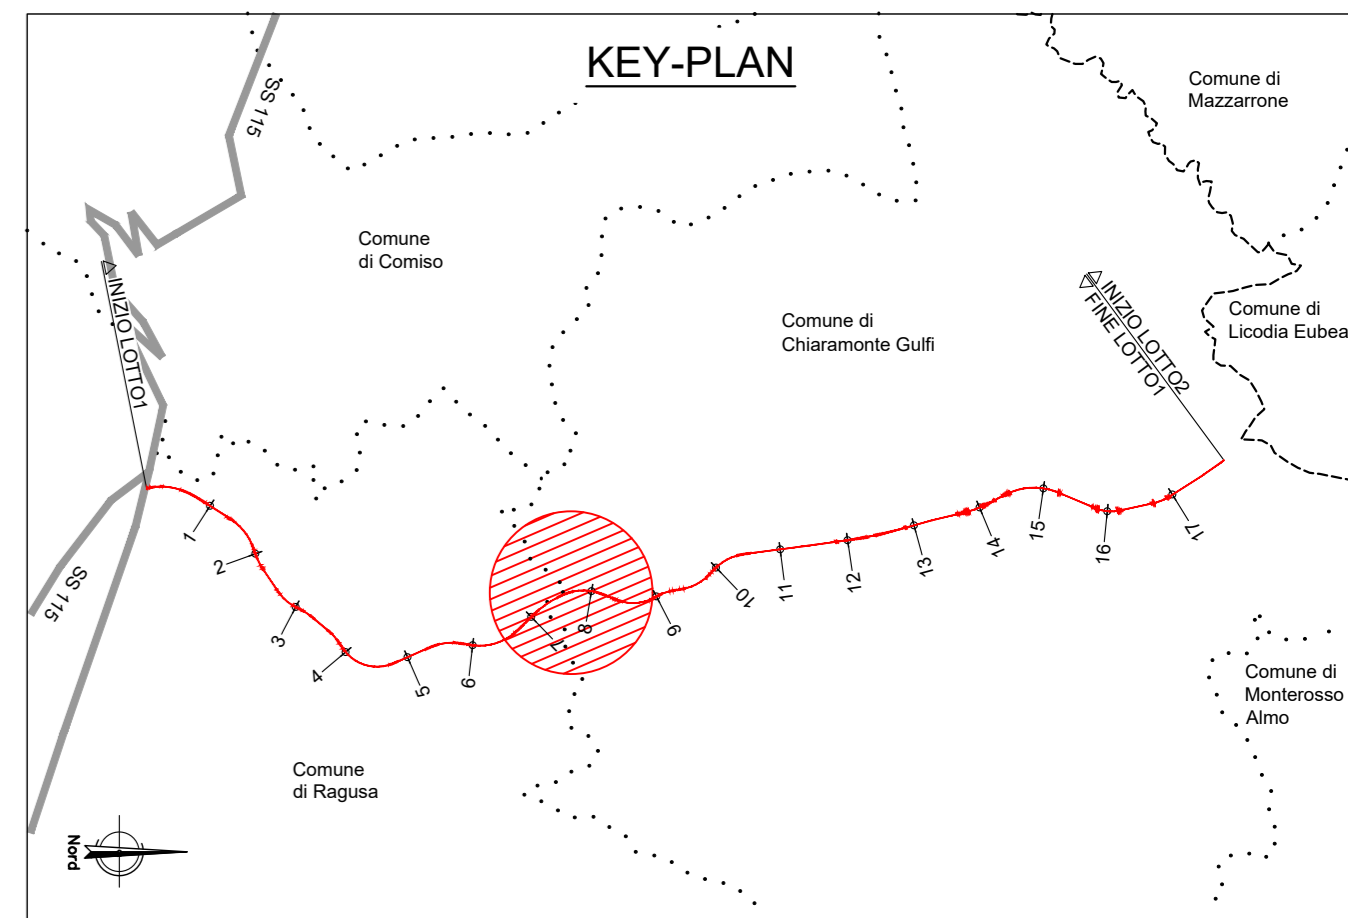 KEY-PLAN
SS 115
Comune di
Mazzarrone
Comune
di Comiso
INIZIO LOTTO1
Comune di
Chiaramonte Gulfi
INIZIO LOTTO2
FINE LOTTO1
Comune di
Licodia Eubea
1
2
3
4
5
6
7
8
9
10
11
12
13
14
15
16
17
SS 115
Comune di
Monterosso
Almo
Comune
di Ragusa
Nord